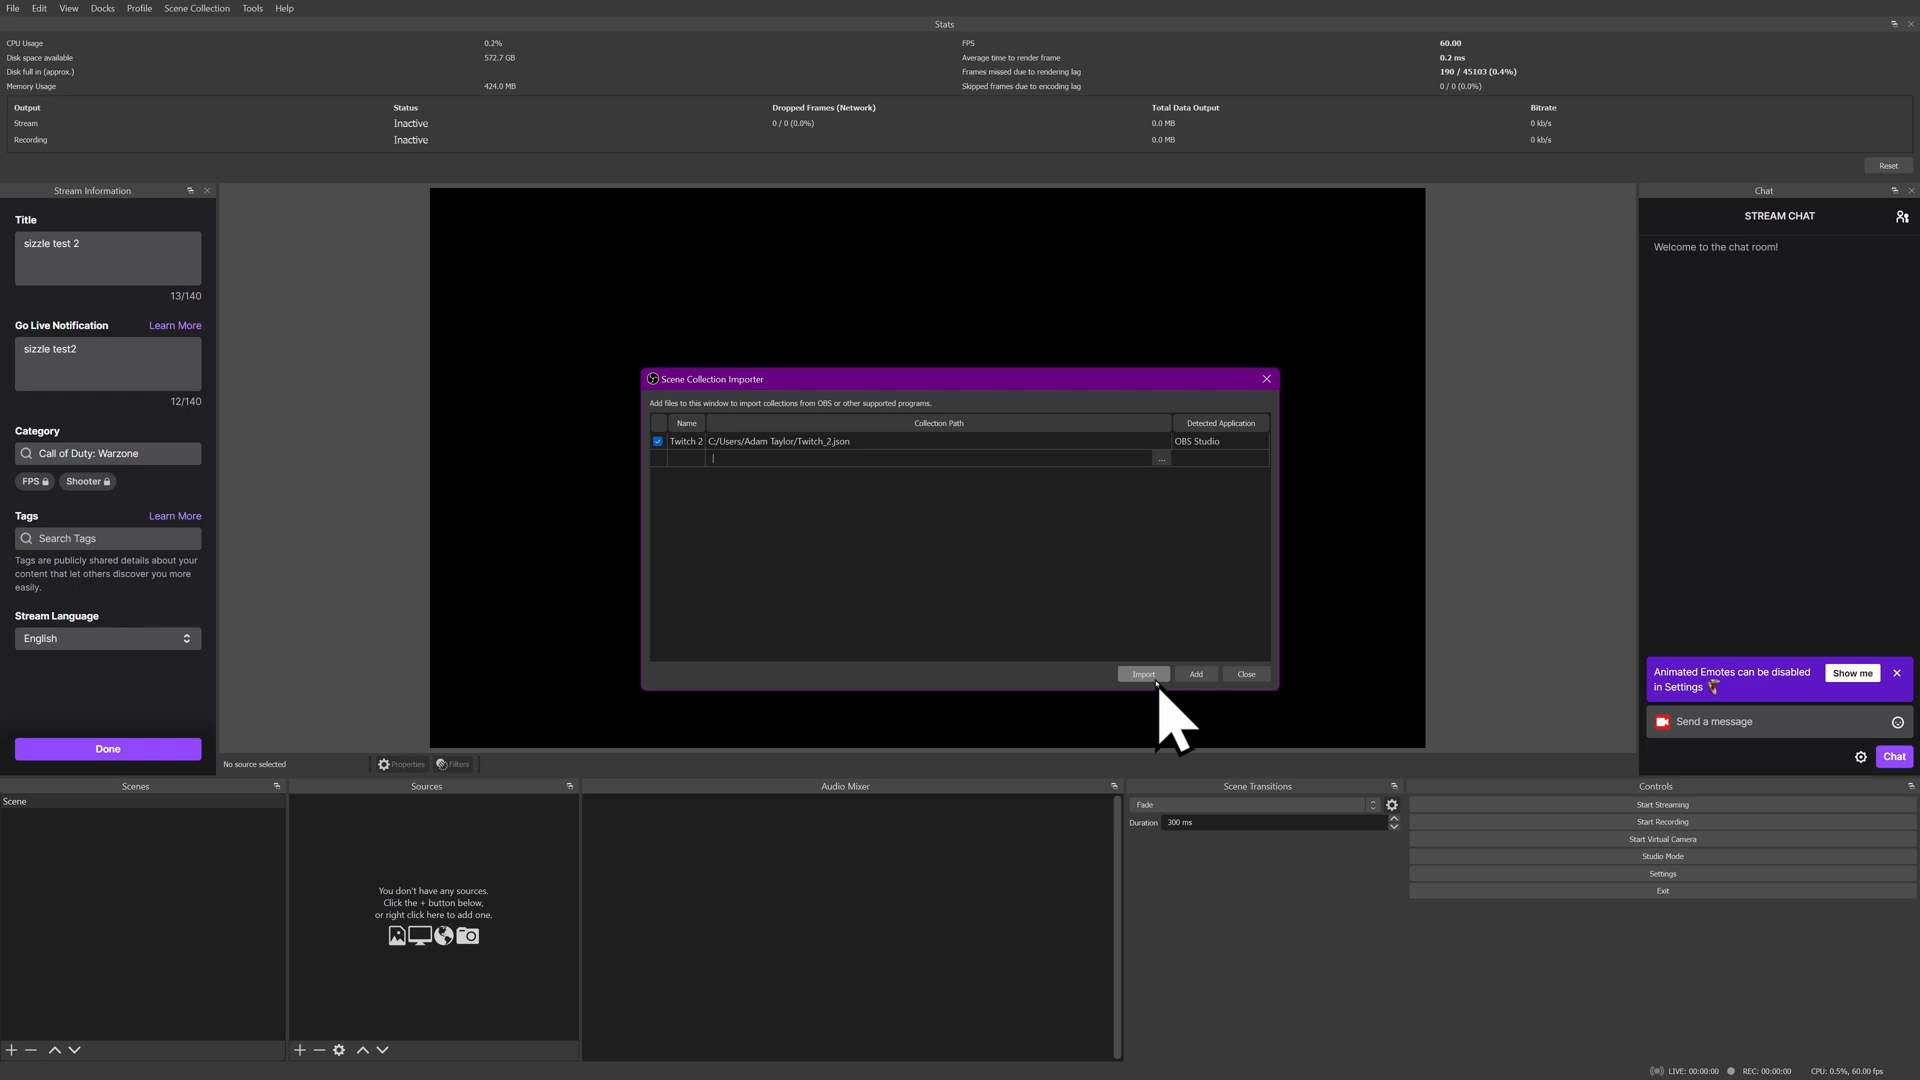 File Edit View Docks Profile Scene Collection Tools Help
Stats
CPU Usage 0.2% FPS 60.00
Disk space available 572.7 GB Average time to render frame 0.2 ms
Disk full in (approx.) Frames missed due to rendering lag 190 / 45103 (0.4%)
Memory Usage 424.0 MB Skipped frames due to encoding lag 0 / 0 (0.0%)
Output Status Dropped Frames (Network) Total Data Output Bitrate
Stream Inactive 0 / 0 (0.0%) 0.0 MB 0 kb/s
Recording Inactive 0.0 MB 0 kb/s
Reset
Stream Information
Title
sizzle test 2
13/140
Go Live Notification Learn More
sizzle test2
12/140
Category
Call of Duty: Warzone
FPS Shooter
Tags Learn More
Search Tags
Tags are publicly shared details about your
content that let others discover you more
easily.
Stream Language
English
Done
Scene Collection Importer
Add files to this window to import collections from OBS or other supported programs.
Name Collection Path Detected Application
Twitch 2 C:/Users/Adam Taylor/Twitch_2.json OBS Studio
...
Import Add Close
Chat
STREAM CHAT
Welcome to the chat room!
Animated Emotes can be disabled
in Settings
Show me
Send a message
Chat
No source selected Properties Filters
Scenes
Scene
Sources
You don't have any sources.
Click the + button below,
or right click here to add one.
Audio Mixer
Scene Transitions
Fade
Duration 300 ms
Controls
Start Streaming
Start Recording
Start Virtual Camera
Studio Mode
Settings
Exit
LIVE: 00:00:00 REC: 00:00:00 CPU: 0.5%, 60.00 fps